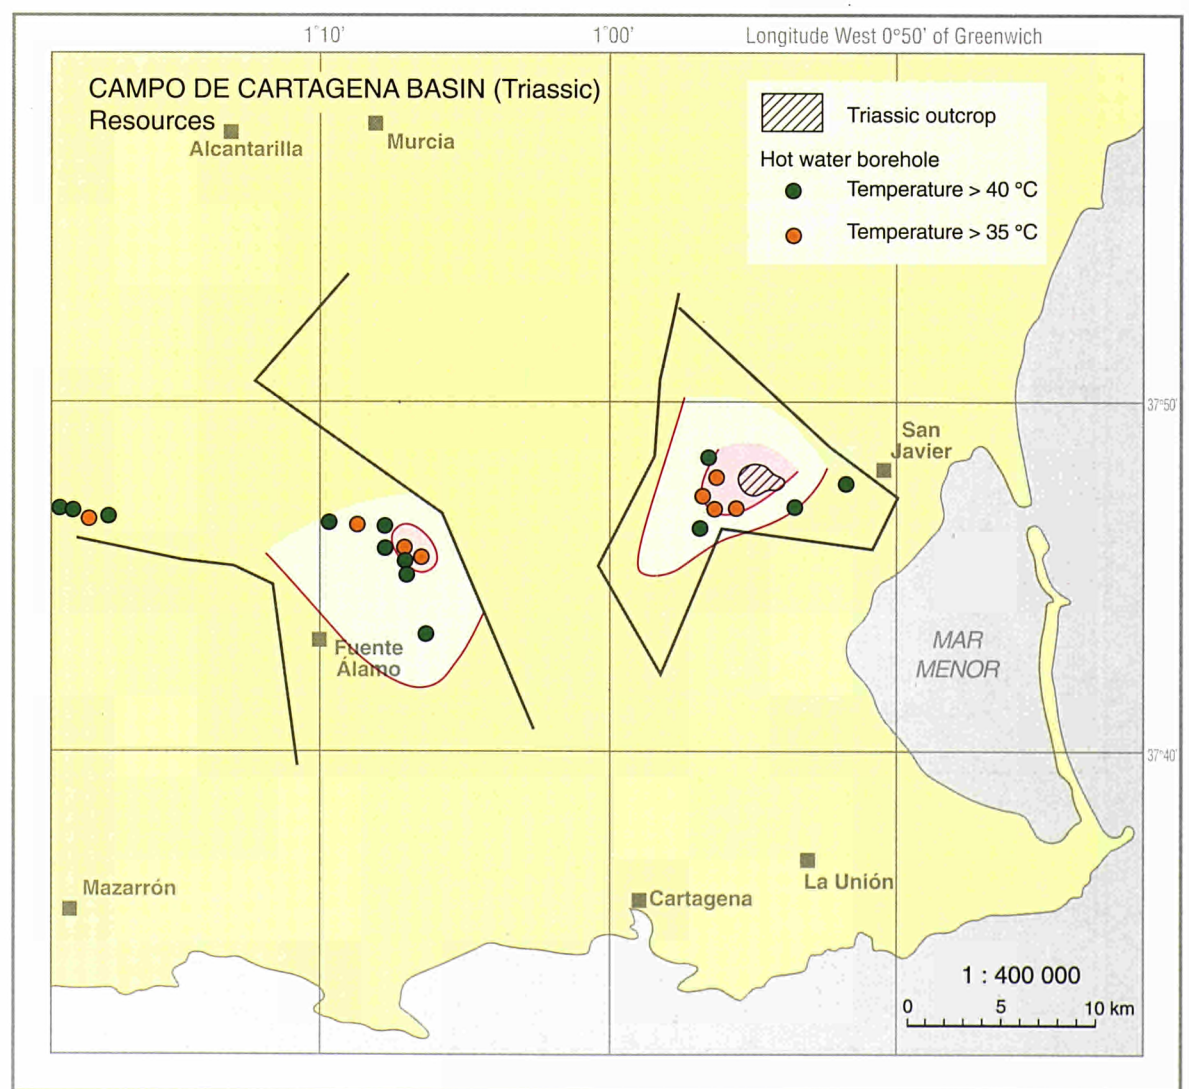 1°10'
1°00'
Longitude West 0°50' of Greenwich
CAMPO DE CARTAGENA BASIN (Triassic)
Resources
Alcantarilla
Murcia
Triassic outcrop
Hot water borehole
Temperature > 40 °C
Temperature > 35 °C
37°50'
San
Javier
Fuente
Álamo
MAR
MENOR
37°40'
Mazarrón
La Unión
Cartagena
1 : 400 000
0 5 10 km